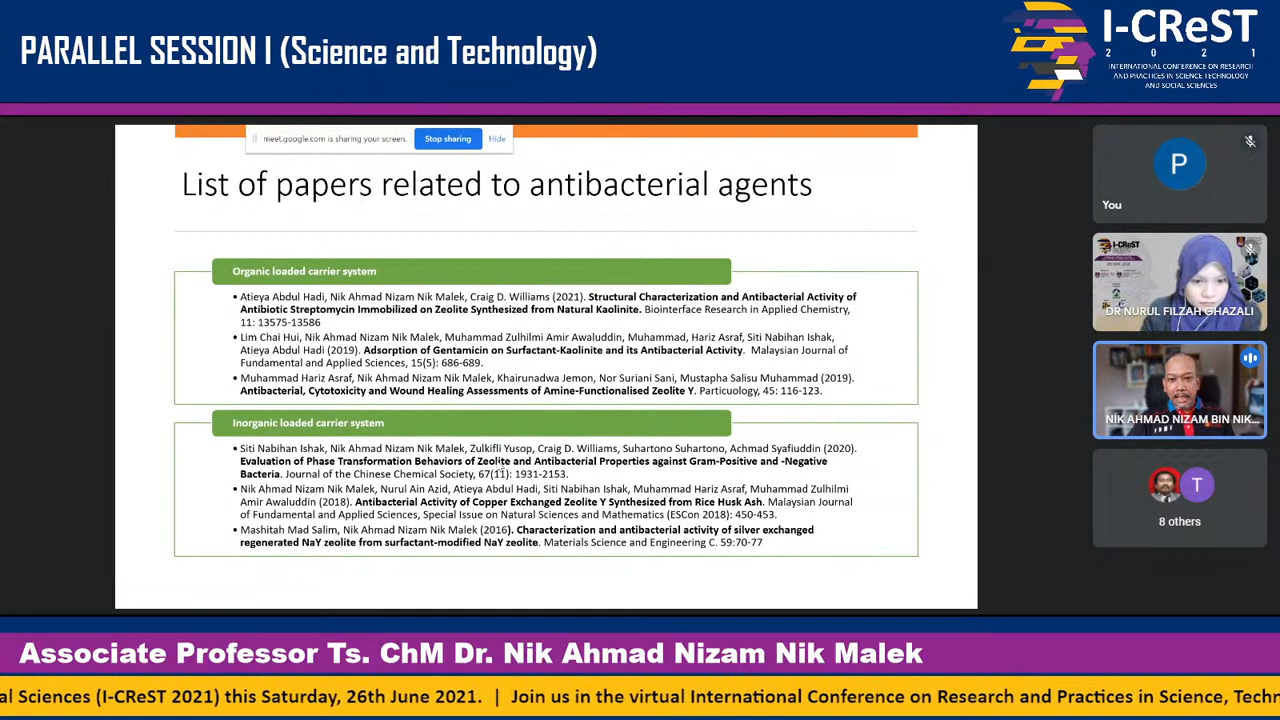 PARALLEL SESSION I (Science and Technology)
I-CReST
2 0 2 1
INTERNATIONAL CONFERENCE ON RESEARCH
AND PRACTICES IN SCIENCE TECHNOLOGY
AND SOCIAL SCIENCES
meet.google.com is sharing your screen.
Stop sharing
Hide
List of papers related to antibacterial agents
Organic loaded carrier system
• Atieya Abdul Hadi, Nik Ahmad Nizam Nik Malek, Craig D. Williams (2021). Structural Characterization and Antibacterial Activity of
Antibiotic Streptomycin Immobilized on Zeolite Synthesized from Natural Kaolinite. Biointerface Research in Applied Chemistry,
11: 13575-13586
• Lim Chai Hui, Nik Ahmad Nizam Nik Malek, Muhammad Zulhilmi Amir Awaluddin, Muhammad, Hariz Asraf, Siti Nabihan Ishak,
Atieya Abdul Hadi (2019). Adsorption of Gentamicin on Surfactant-Kaolinite and its Antibacterial Activity. Malaysian Journal of
Fundamental and Applied Sciences, 15(5): 686-689.
• Muhammad Hariz Asraf, Nik Ahmad Nizam Nik Malek, Khairunadwa Jemon, Nor Suriani Sani, Mustapha Salisu Muhammad (2019).
Antibacterial, Cytotoxicity and Wound Healing Assessments of Amine-Functionalised Zeolite Y. Particuology, 45: 116-123.
Inorganic loaded carrier system
• Siti Nabihan Ishak, Nik Ahmad Nizam Nik Malek, Zulkifli Yusop, Craig D. Williams, Suhartono Suhartono, Achmad Syafiuddin (2020).
Evaluation of Phase Transformation Behaviors of Zeolite and Antibacterial Properties against Gram-Positive and -Negative
Bacteria. Journal of the Chinese Chemical Society, 67(11): 1931-2153.
• Nik Ahmad Nizam Nik Malek, Nurul Ain Azid, Atieya Abdul Hadi, Siti Nabihan Ishak, Muhammad Hariz Asraf, Muhammad Zulhilmi
Amir Awaluddin (2018). Antibacterial Activity of Copper Exchanged Zeolite Y Synthesized from Rice Husk Ash. Malaysian Journal
of Fundamental and Applied Sciences, Special Issue on Natural Sciences and Mathematics (ESCon 2018): 450-453.
• Mashitah Mad Salim, Nik Ahmad Nizam Nik Malek (2016). Characterization and antibacterial activity of silver exchanged
regenerated NaY zeolite from surfactant-modified NaY zeolite. Materials Science and Engineering C. 59:70-77
P
You
I-CReST
DR NURUL FILZAH GHAZALI
NIK AHMAD NIZAM BIN NIK...
T
8 others
Associate Professor Ts. ChM Dr. Nik Ahmad Nizam Nik Malek
al Sciences (I-CReST 2021) this Saturday, 26th June 2021. | Join us in the virtual International Conference on Research and Practices in Science, Techn